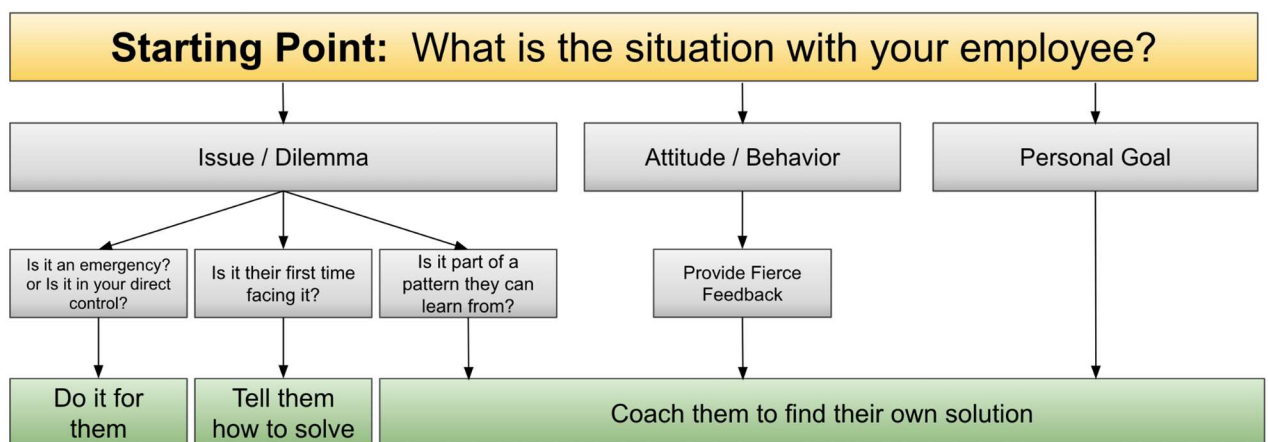 Starting Point: What is the situation with your employee?
Issue / Dilemma
Attitude / Behavior
Personal Goal
Is it an emergency?
or Is it in your direct
control?
Is it their first time
facing it?
Is it part of a
pattern they can
learn from?
Provide Fierce
Feedback
Do it for
them
Tell them
how to solve
Coach them to find their own solution